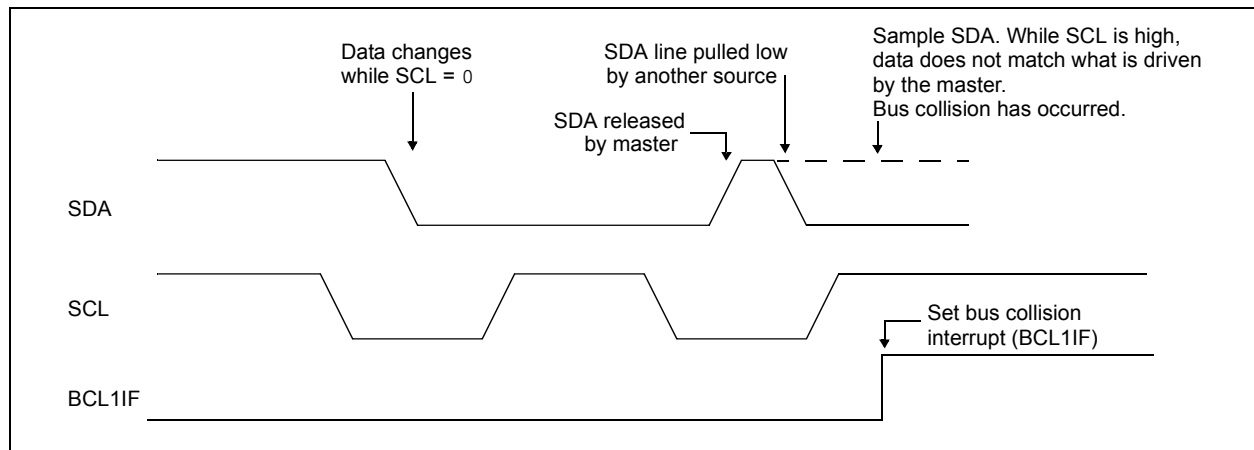 Data changes
while SCL = 0
SDA line pulled low
by another source
Sample SDA. While SCL is high,
data does not match what is driven
by the master.
Bus collision has occurred.
SDA released
by master
SDA
SCL
Set bus collision
interrupt (BCL1IF)
BCL1IF